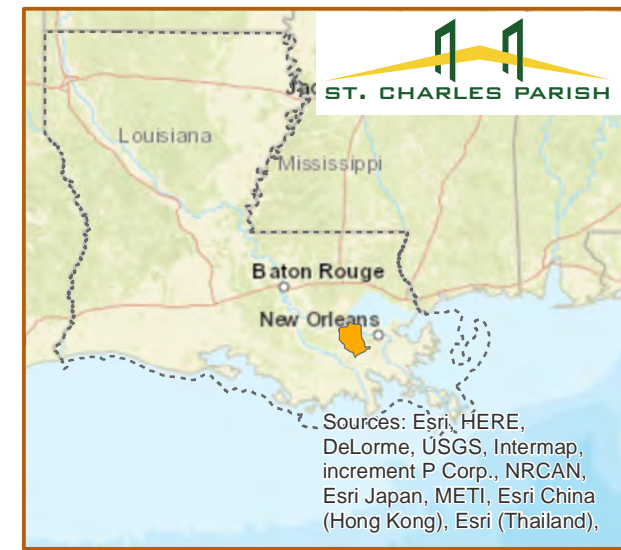 ST. CHARLES PARISH
Jac
Louisiana
Mississippi
Baton Rouge
New Orleans
Sources: Esri, HERE,
DeLorme, USGS, Intermap,
increment P Corp., NRCAN,
Esri Japan, METI, Esri China
(Hong Kong), Esri (Thailand),